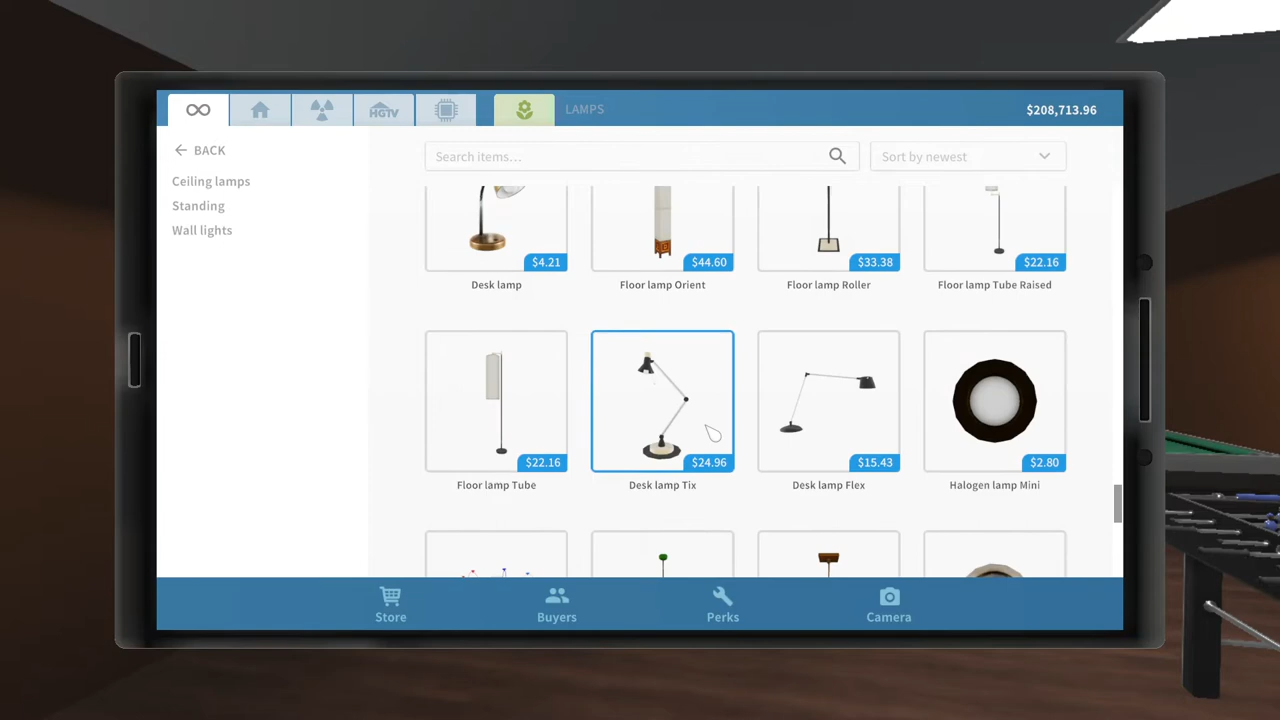 HGTV
LAMPS
$208,713.96
BACK
Search items...
Sort by newest
Ceiling lamps
Standing
Wall lights
$4.21
$44.60
$33.38
$22.16
Desk lamp
Floor lamp Orient
Floor lamp Roller
Floor lamp Tube Raised
$22.16
$24.96
$15.43
$2.80
Floor lamp Tube
Desk lamp Tix
Desk lamp Flex
Halogen lamp Mini
Store
Buyers
Perks
Camera